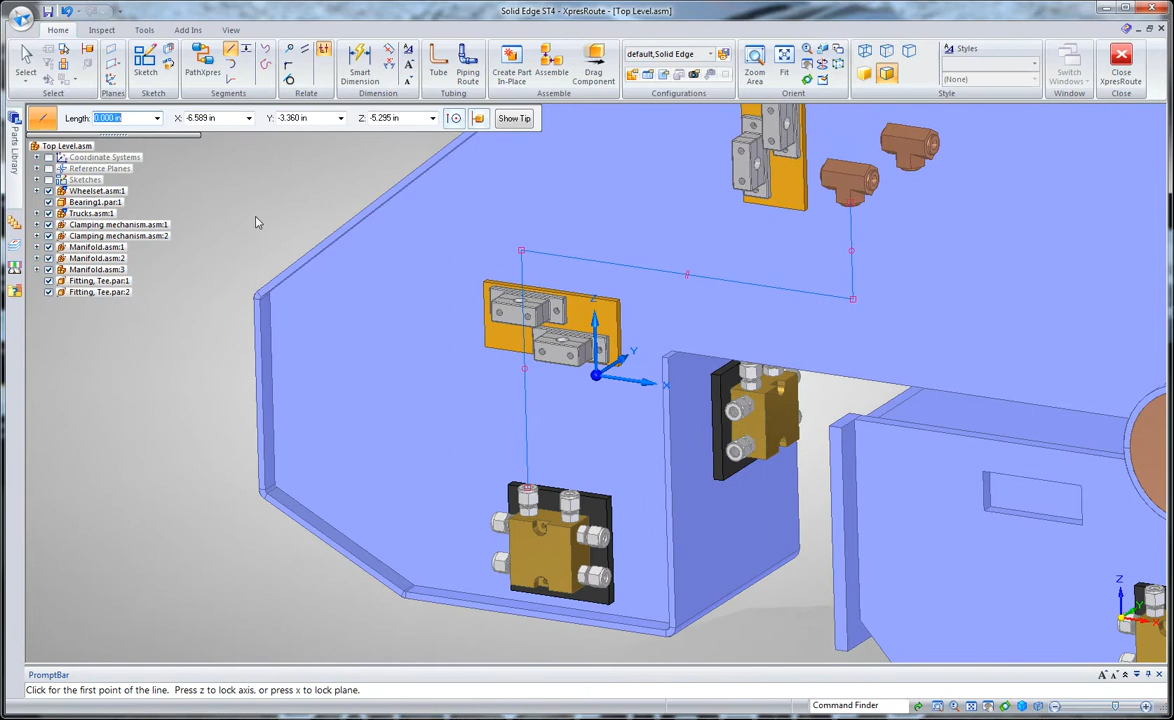 Solid Edge ST4 - XpresRoute - [Top Level.asm]
Home Inspect Tools Add Ins View
Select Sketch PathXpres Smart Dimension Tube Piping Route Create Part In-Place Assemble Drag Component default,Solid Edge Zoom Area Fit Styles (None) Switch Windows Close XpresRoute
Select Planes Sketch Segments Relate Dimension Tubing Assemble Configurations Orient Style Window Close
Length: 0.000 in X: -6.589 in Y: -3.360 in Z: -5.295 in Show Tip
Parts Library
Top Level.asm
Coordinate Systems
Reference Planes
Sketches
Wheelset.asm:1
Bearing1.par:1
Trucks.asm:1
Clamping mechanism.asm:1
Clamping mechanism.asm:2
Manifold.asm:1
Manifold.asm:2
Manifold.asm:3
Fitting, Tee.par:1
Fitting, Tee.par:2
Z
Y
X
Z
Y
X
PromptBar
Click for the first point of the line. Press z to lock axis, or press x to lock plane.
Command Finder